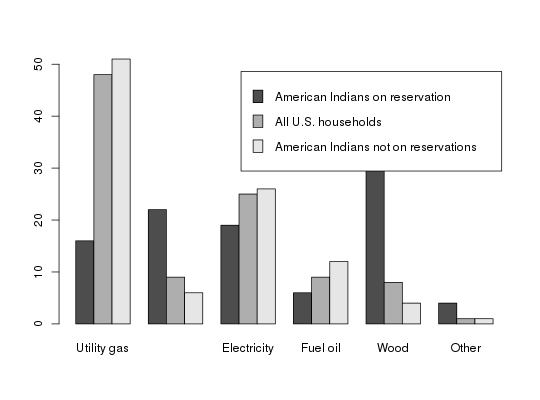 50
40
30
20
10
0
American Indians on reservation
All U.S. households
American Indians not on reservations
Utility gas
Electricity
Fuel oil
Wood
Other